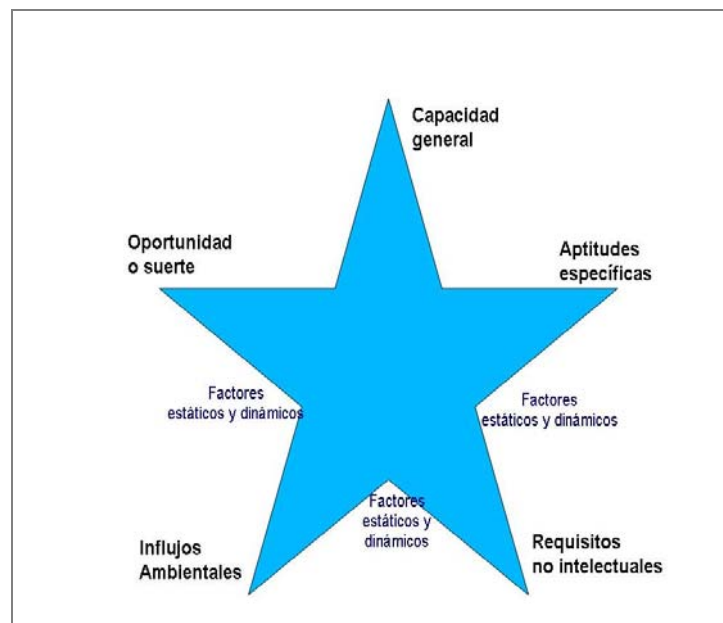 Capacidad
general
Oportunidad
o suerte
Aptitudes
específicas
Factores
estáticos y dinámicos
Factores
estáticos y dinámicos
Factores
estáticos y
dinámicos
Influjos
Ambientales
Requisitos
no intelectuales